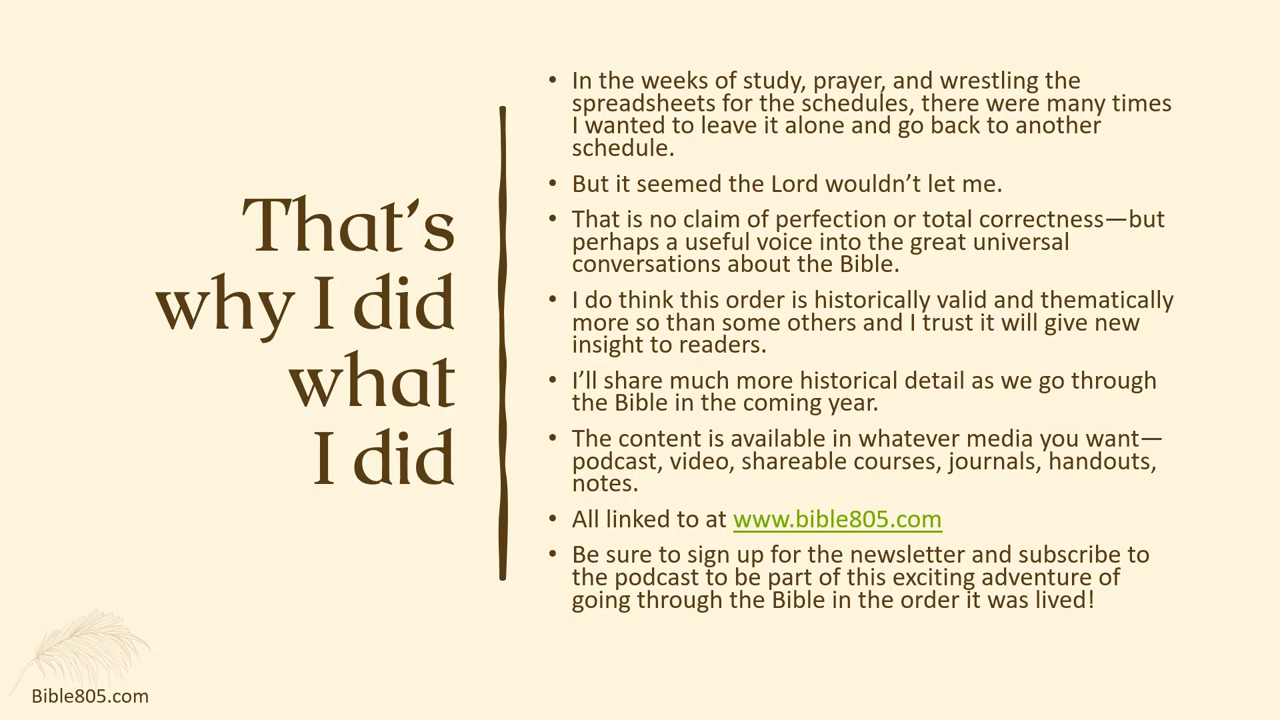 That's
why I did
what
I did
• In the weeks of study, prayer, and wrestling the
spreadsheets for the schedules, there were many times
I wanted to leave it alone and go back to another
schedule.
• But it seemed the Lord wouldn't let me.
• That is no claim of perfection or total correctness—but
perhaps a useful voice into the great universal
conversations about the Bible.
• I do think this order is historically valid and thematically
more so than some others and I trust it will give new
insight to readers.
• I'll share much more historical detail as we go through
the Bible in the coming year.
• The content is available in whatever media you want—
podcast, video, shareable courses, journals, handouts,
notes.
• All linked to at www.bible805.com
• Be sure to sign up for the newsletter and subscribe to
the podcast to be part of this exciting adventure of
going through the Bible in the order it was lived!
Bible805.com